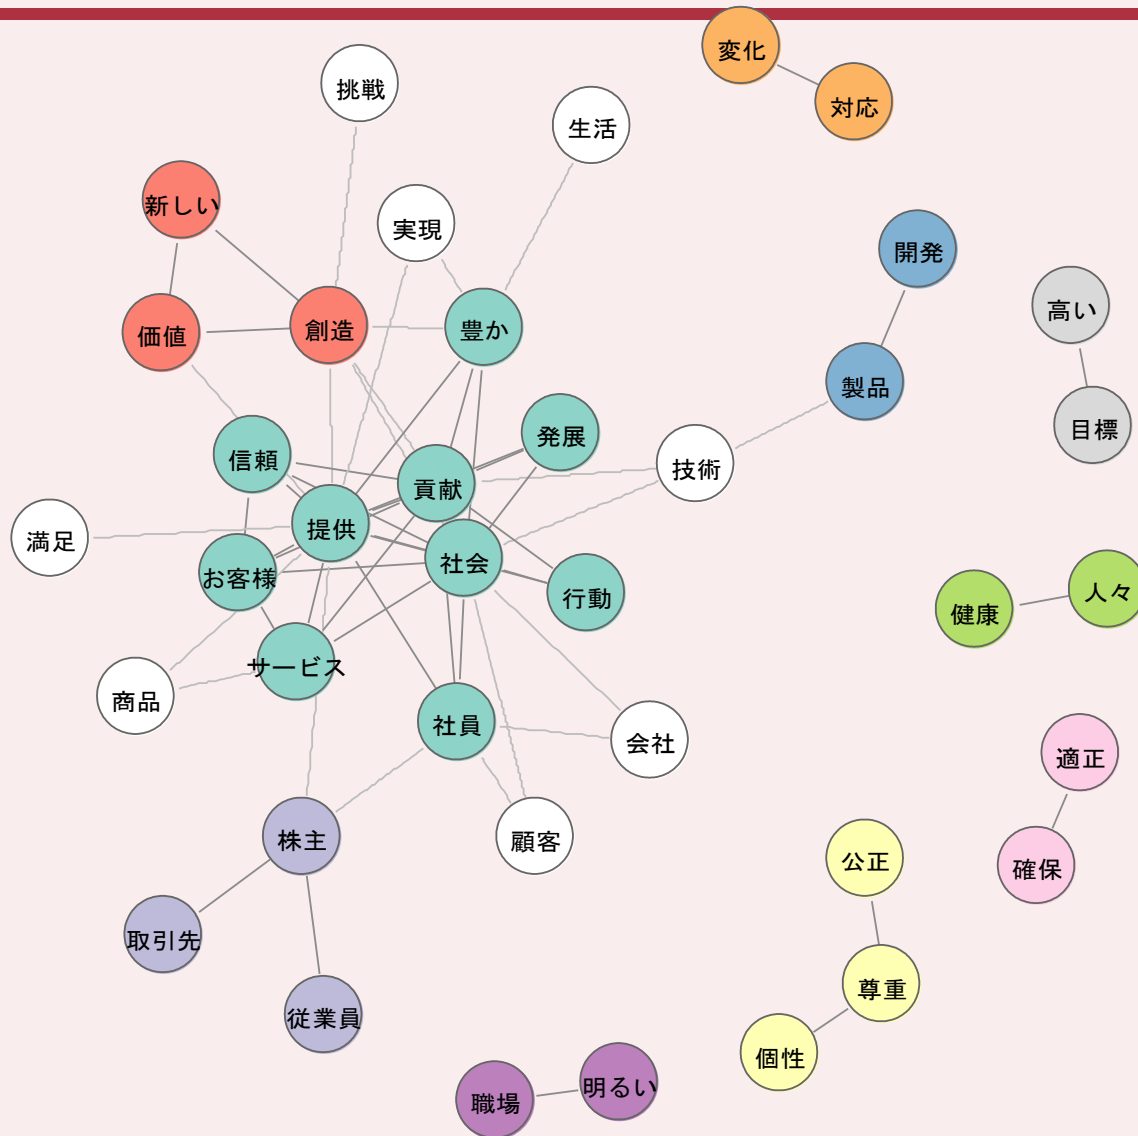 変化
対応
挑戦
生活
新しい
実現
開発
高い
価値
創造
豊か
製品
目標
信頼
発展
技術
貢献
提供
満足
社会
お客様
行動
健康
人々
サービス
商品
社員
会社
適正
株主
顧客
公正
確保
取引先
尊重
従業員
個性
職場
明るい